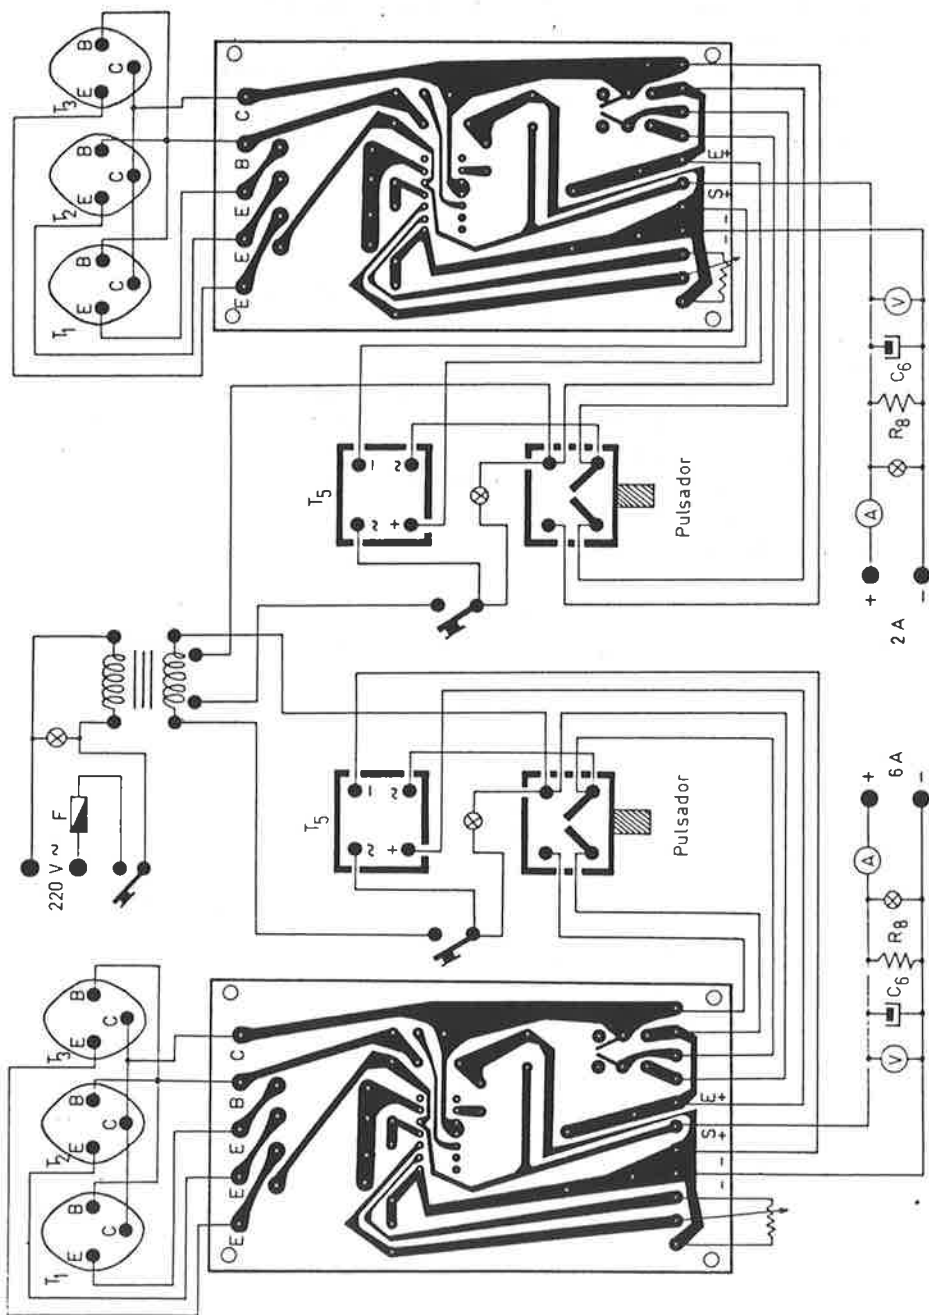 T1 T2 T3
E B C
E B C
E B C
E E E B C
- - S+ E+
220 V ~
F
T5
~ -
+ ~
Pulsador
V C6 R8 A
+
6 A
-
T1 T2 T3
E B C
E B C
E B C
E E E B C
- - S+ E+
T5
~ -
+ ~
Pulsador
A R8 C6 V
+
2 A
-